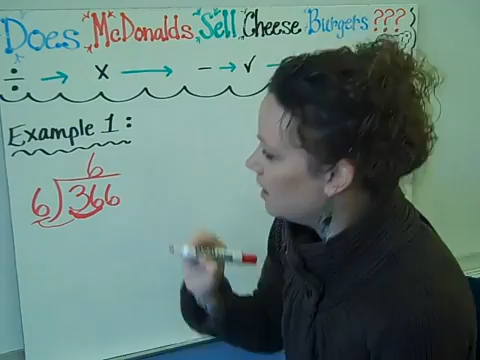 Does McDonalds Sell Cheese Burgers ???
÷ → x → - → √ →
Example 1:
6
6)366